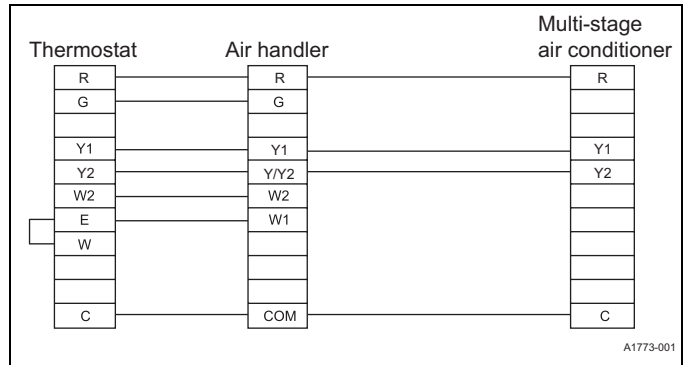 Multi-stage
Thermostat Air handler air conditioner
R R R
G G
Y1 Y1 Y1
Y2 Y/Y2 Y2
W2 W2
E W1
W
C COM C
A1773-001